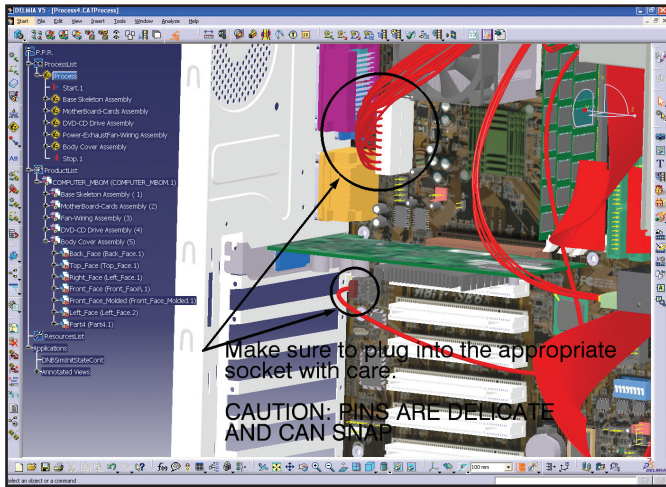 DELMIA V5 - [Process4.CATProcess]
Start File Edit View Insert Tools Window Analyze Help
P.P.R.
ProcessList
Process
Start.1
Base Skeleton Assembly
MotherBoard-Cards Assembly
DVD-CD Drive Assembly
Power-ExhaustFan-Wiring Assembly
Body Cover Assembly
Stop.1
ProductList
COMPUTER_MBOM (COMPUTER_MBOM.1)
Base Skeleton Assembly ( 1)
MotherBoard-Cards Assembly (2)
Fan-Wiring Assembly (3)
DVD-CD Drive Assembly (4)
Body Cover Assembly (5)
Back_Face (Back_Face.1)
Top_Face (Top_Face.1)
Right_Face (Left_Face.1)
Front_Face (Front_Face\.1)
Front_Face_Molded (Front_Face_Molded.1)
Left_Face (Left_Face.2)
Part4 (Part4.1)
ResourcesList
Applications
DNBSimInitStateCont
Annotated Views
Make sure to plug into the appropriate
socket with care.
CAUTION: PINS ARE DELICATE
AND CAN SNAP
100 mm
DELMIA
Select an object or a command